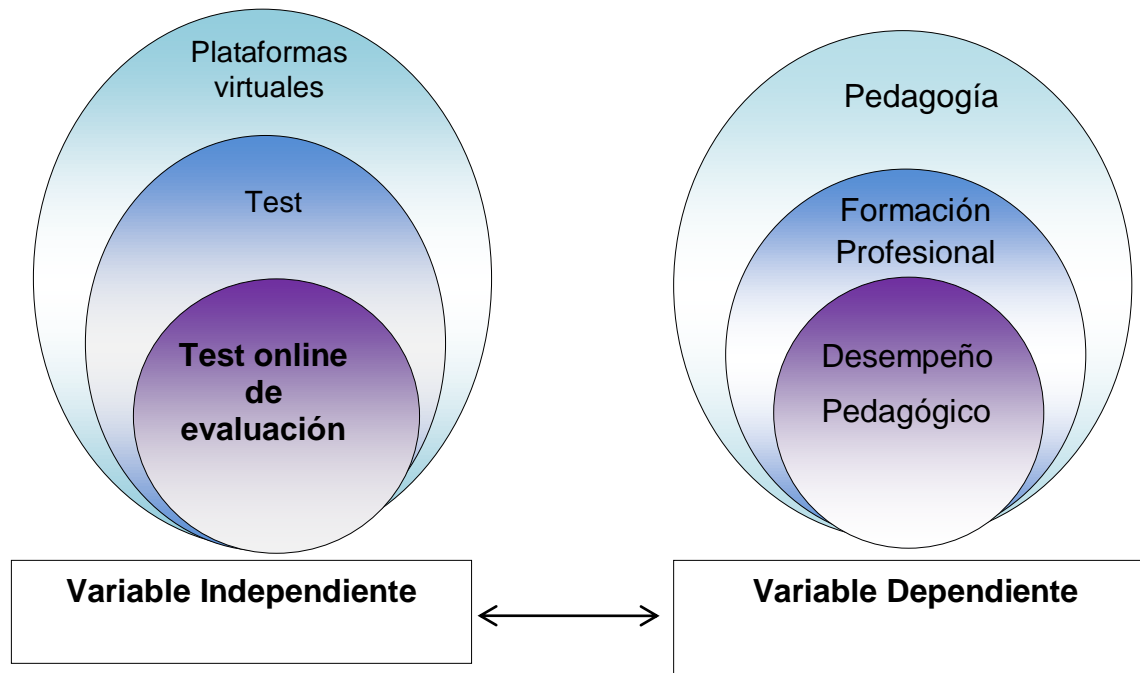 Plataformas
virtuales
Test
Test online
de
evaluación
Variable Independiente
Pedagogía
Formación
Profesional
Desempeño
Pedagógico
Variable Dependiente